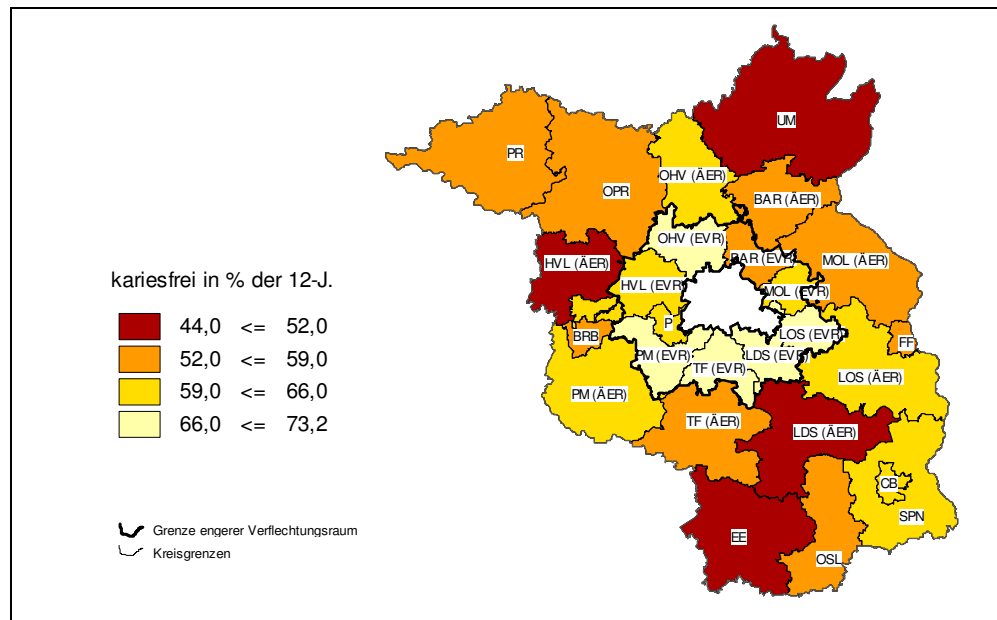 UM
PR
OHV (ÄER)
OPR
BAR (ÄER)
OHV (EVR)
BAR (EVR)
HVL (ÄER)
MOL (ÄER)
kariesfrei in % der 12-J.
HVL (EVR
MOL (EVR)
44,0 <= 52,0
P
LOS (EVR)
BRB
FF
52,0 <= 59,0
PM (EVR)
LDS (EVR)
TF (EVR)
LOS (ÄER)
59,0 <= 66,0
PM (ÄER)
66,0 <= 73,2
TF (ÄER)
LDS (ÄER)
CB
SPN
Grenze engerer Verflechtungsraum
EE
Kreisgrenzen
OSL